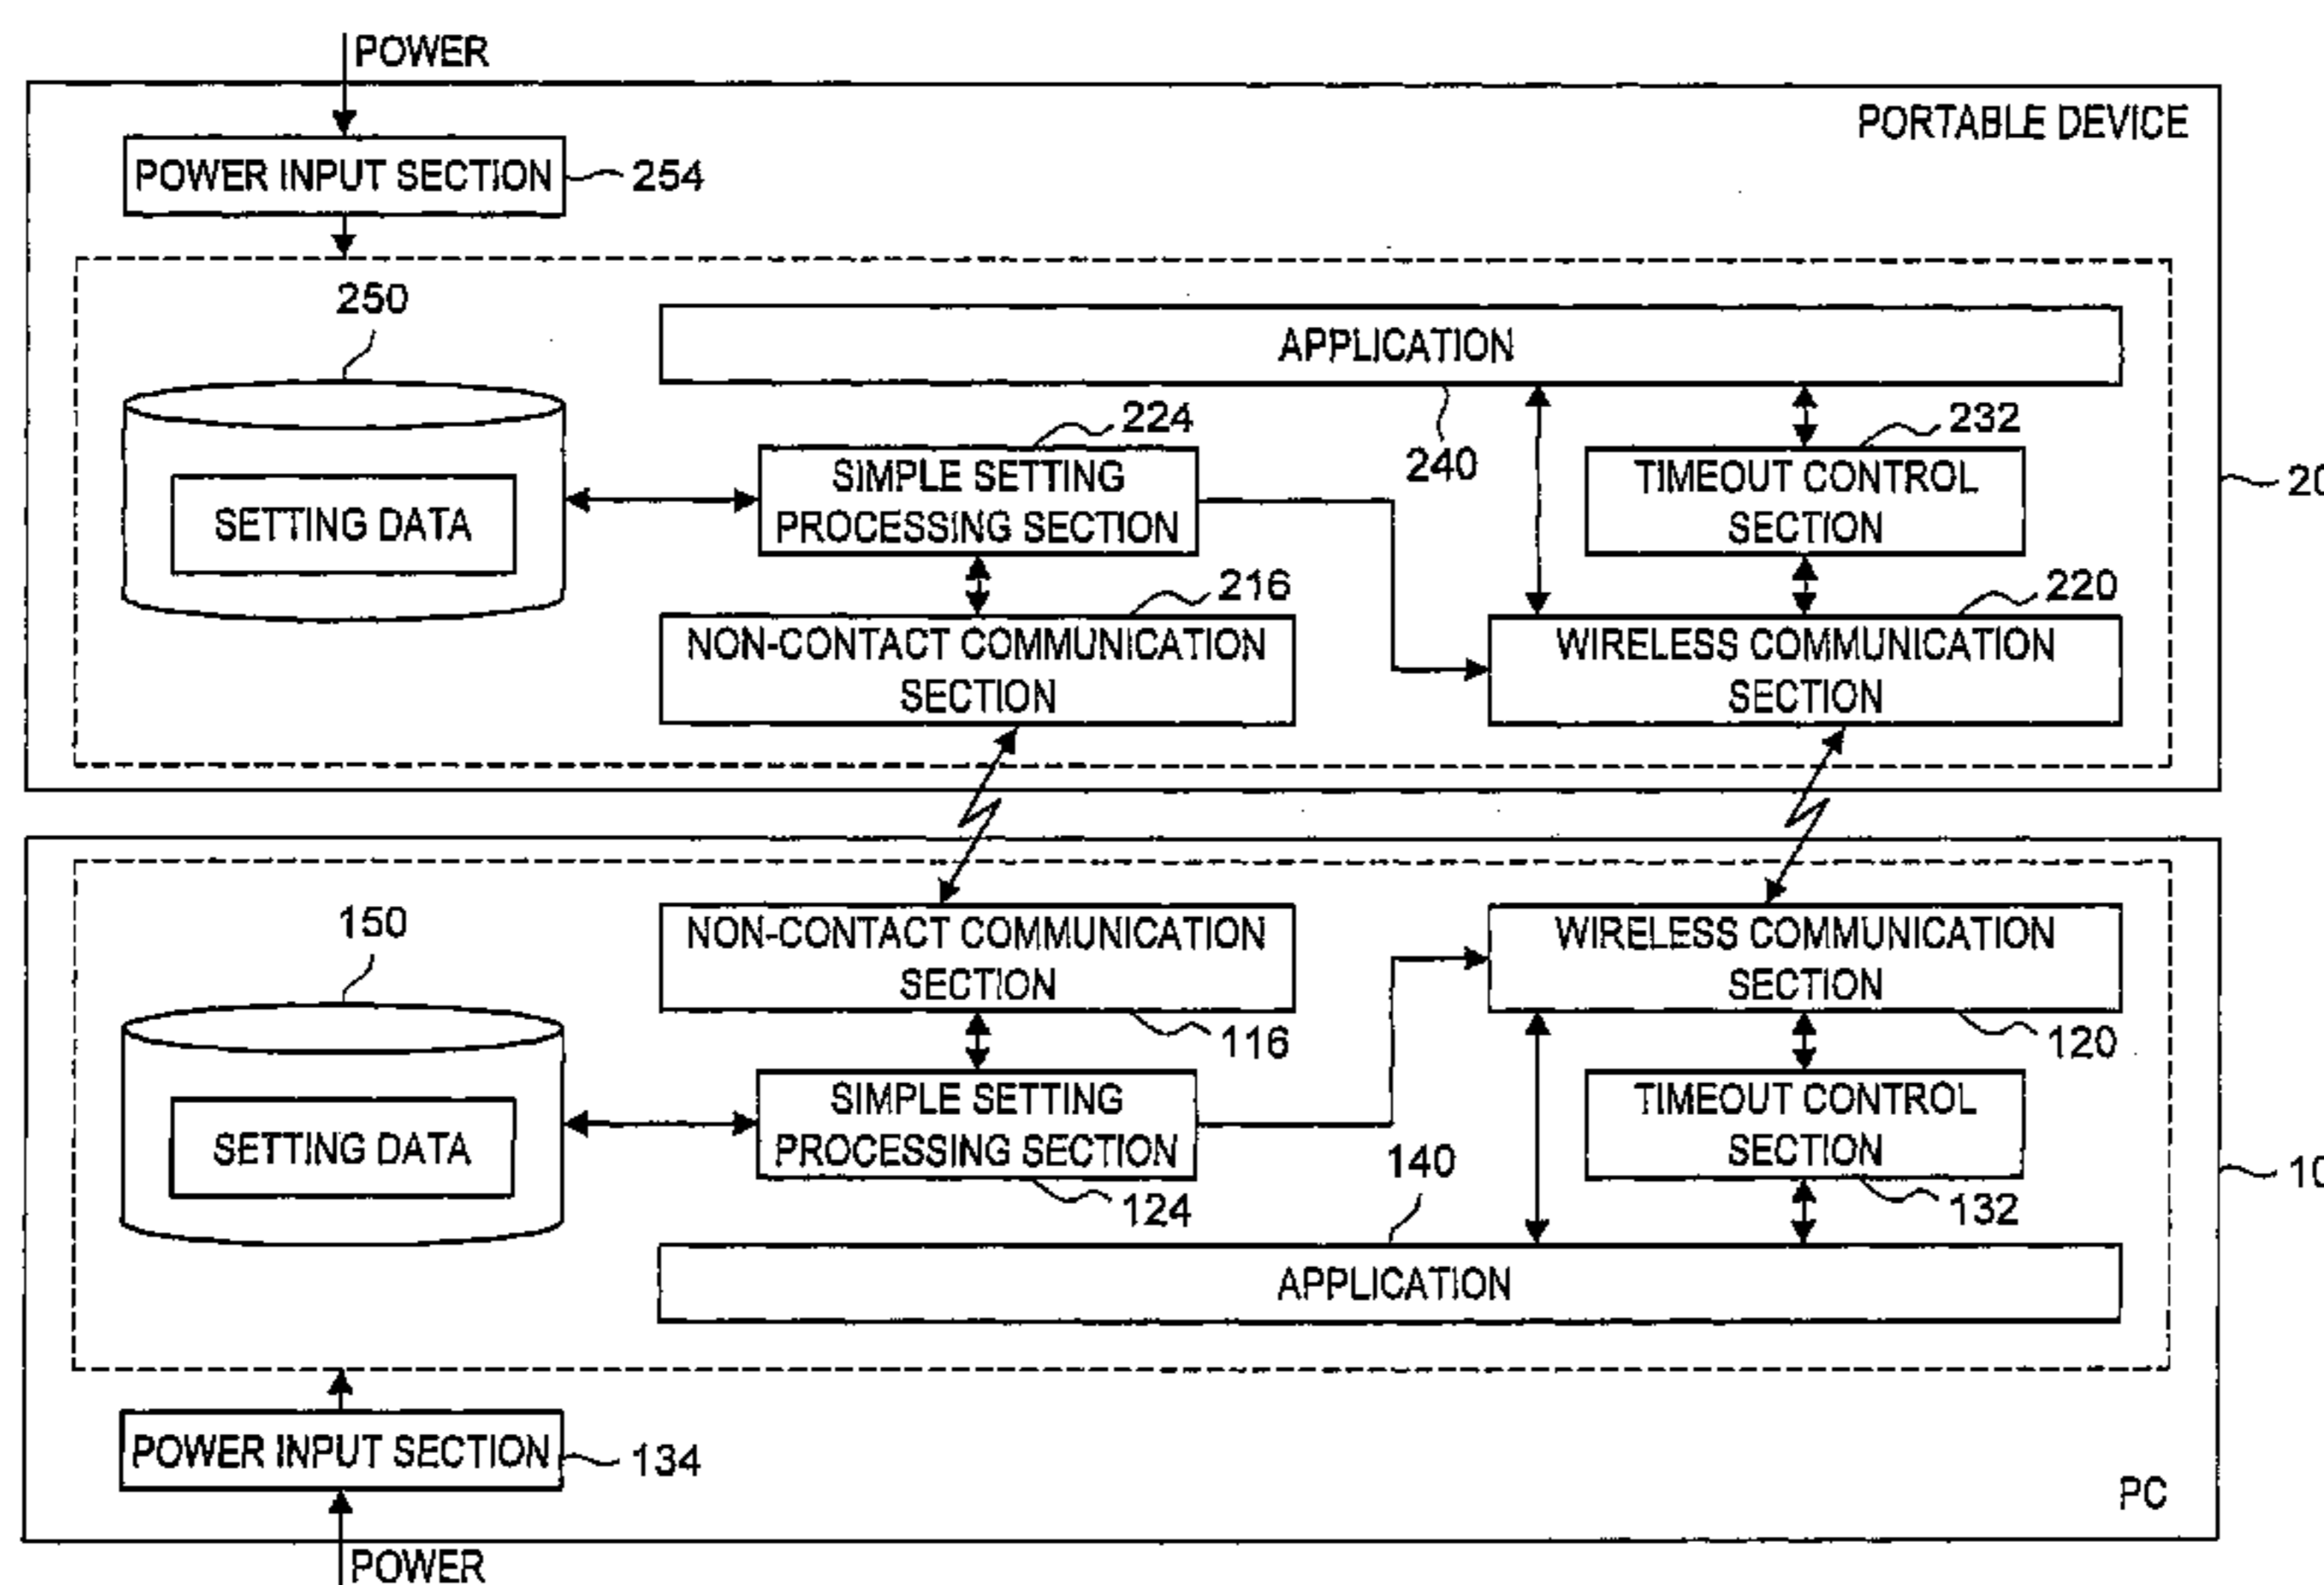 POWER
PORTABLE DEVICE
POWER INPUT SECTION
254
250
APPLICATION
224
232
240
SIMPLE SETTING
PROCESSING SECTION
TIMEOUT CONTROL
SECTION
20
SETTING DATA
216
220
NON-CONTACT COMMUNICATION
SECTION
WIRELESS COMMUNICATION
SECTION
150
NON-CONTACT COMMUNICATION
SECTION
WIRELESS COMMUNICATION
SECTION
116
120
SETTING DATA
SIMPLE SETTING
PROCESSING SECTION
TIMEOUT CONTROL
SECTION
140
10
124
132
APPLICATION
POWER INPUT SECTION
134
PC
POWER